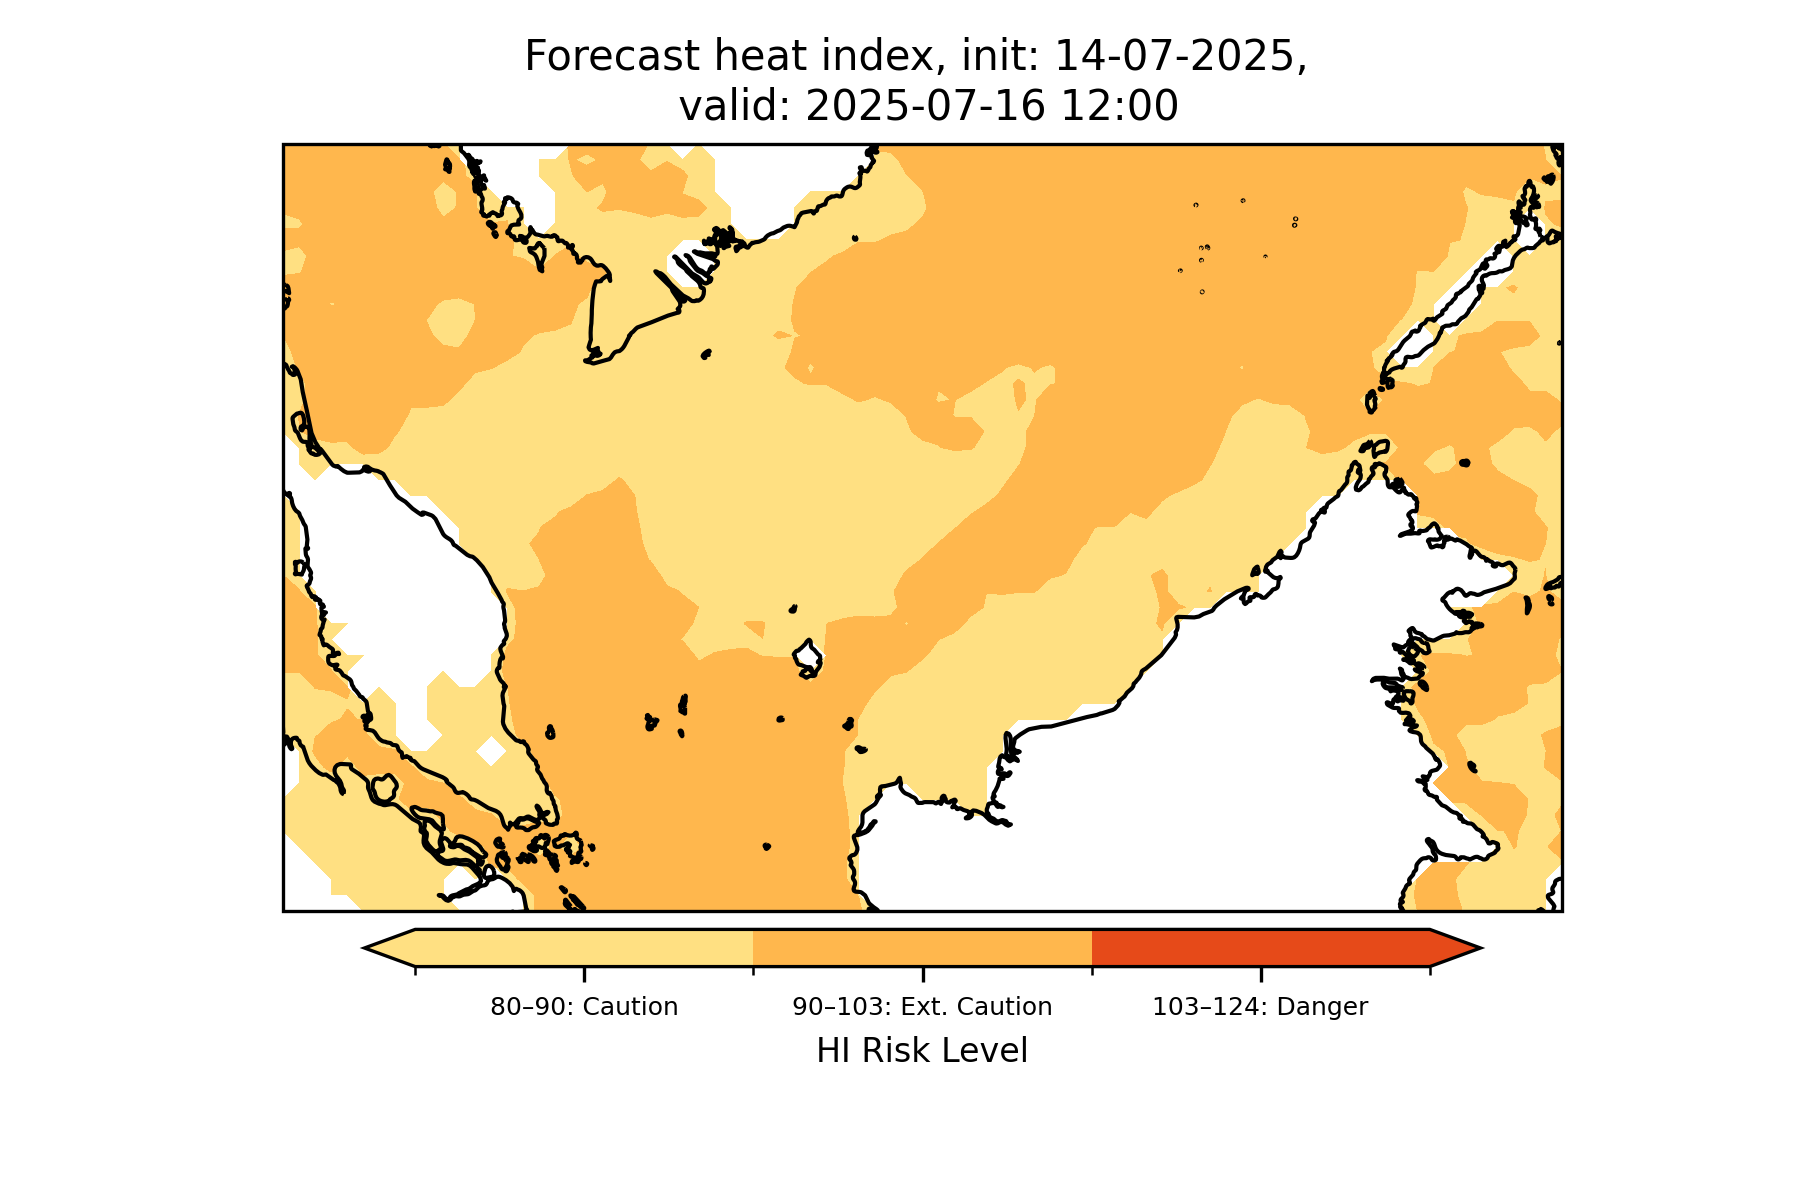 Forecast heat index, init: 14-07-2025,
valid: 2025-07-16 12:00
80–90: Caution
90–103: Ext. Caution
103–124: Danger
HI Risk Level